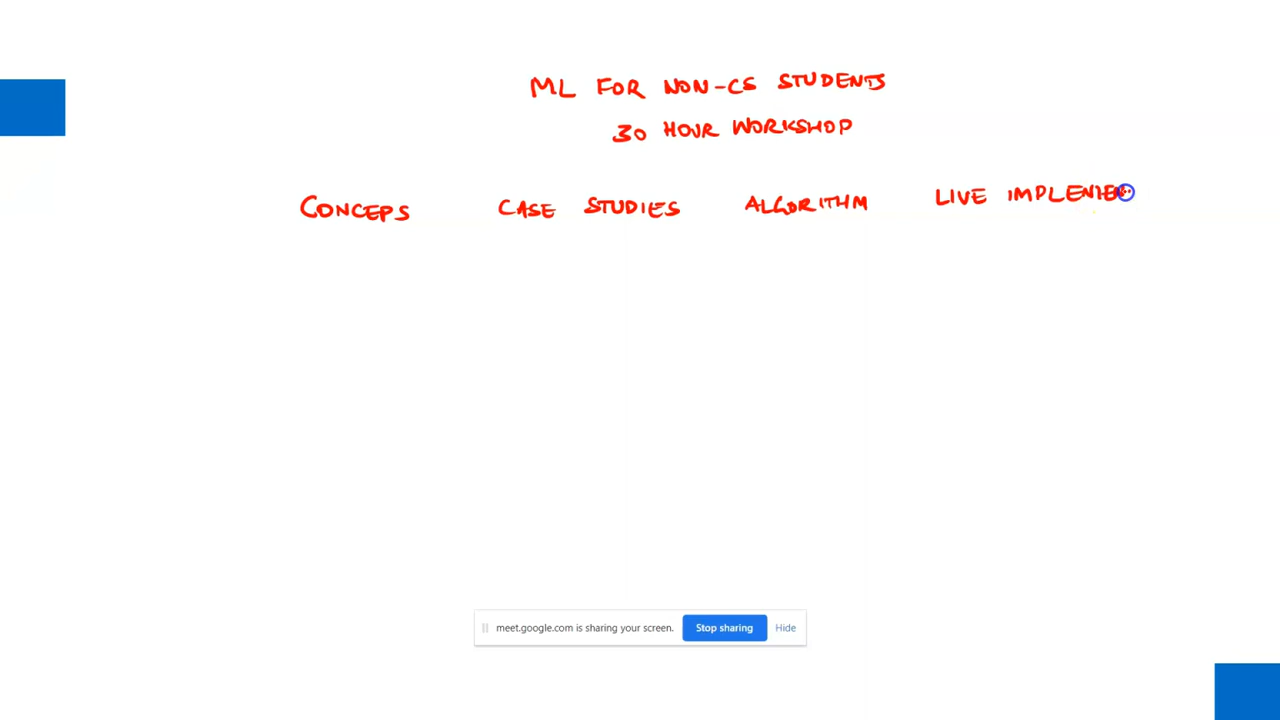 ML FOR NON-CS STUDENTS
30 HOUR WORKSHOP
CONCEPS CASE STUDIES ALGORITHM LIVE
meet.google.com is sharing your screen. Stop sharing Hide